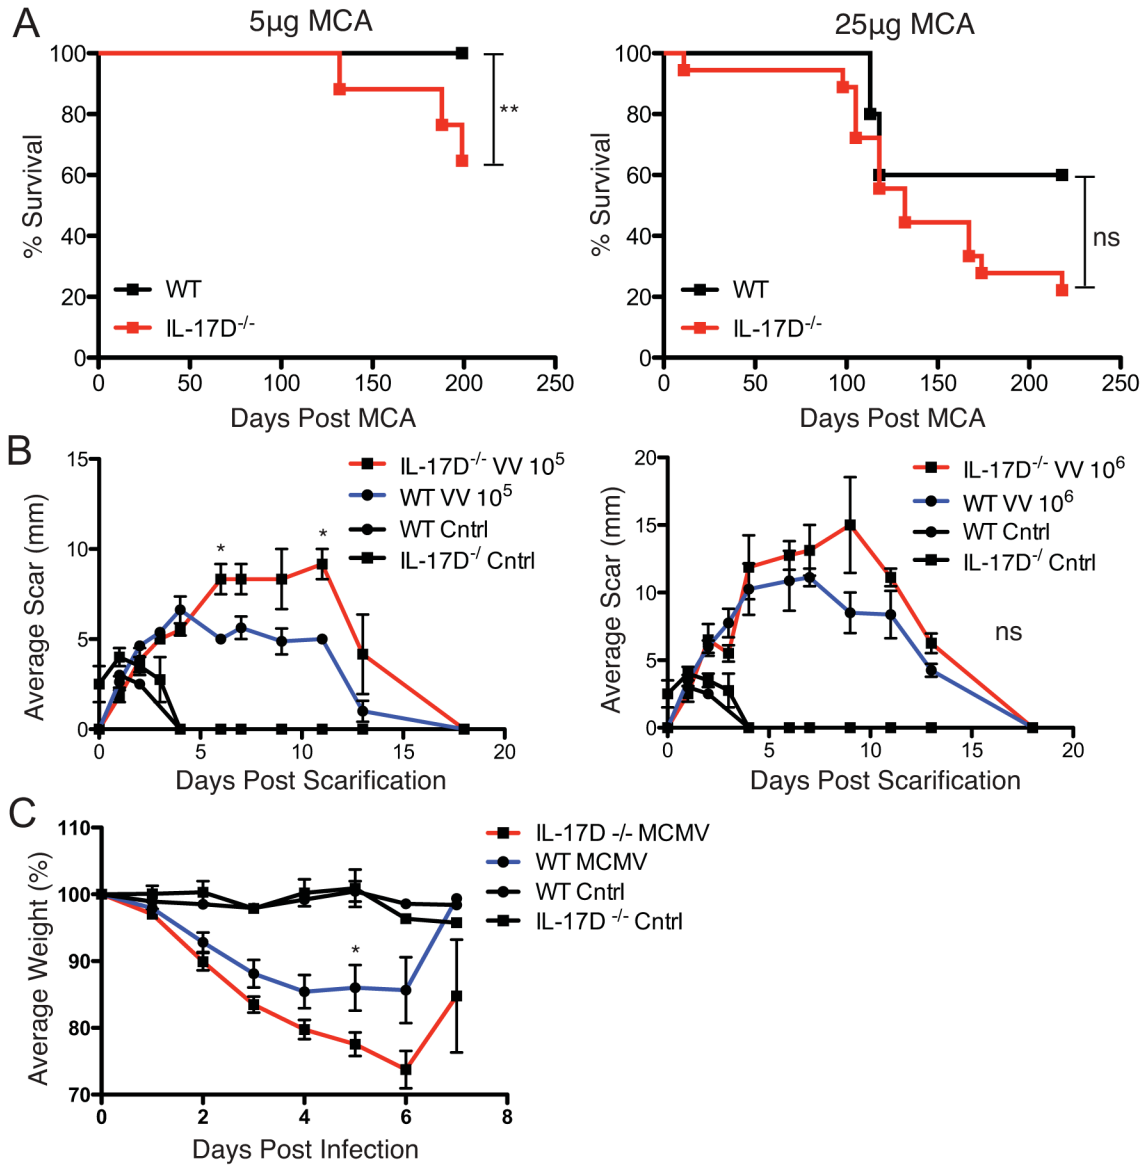 A
5μg MCA
25μg MCA
% Survival
100
80
60
40
20
0
**
WT
IL-17D-/-
0 50 100 150 200 250
Days Post MCA
% Survival
100
80
60
40
20
0
ns
WT
IL-17D-/-
0 50 100 150 200 250
Days Post MCA
B
Average Scar (mm)
15
10
5
0
* *
IL-17D-/- VV 10^5
WT VV 10^5
WT Cntrl
IL-17D-/ Cntrl
0 5 10 15 20
Days Post Scarification
Average Scar (mm)
20
15
10
5
0
IL-17D-/- VV 10^6
WT VV 10^6
WT Cntrl
IL-17D-/ Cntrl
ns
0 5 10 15 20
Days Post Scarification
C
Average Weight (%)
110
100
90
80
70
*
IL-17D -/- MCMV
WT MCMV
WT Cntrl
IL-17D -/- Cntrl
0 2 4 6 8
Days Post Infection